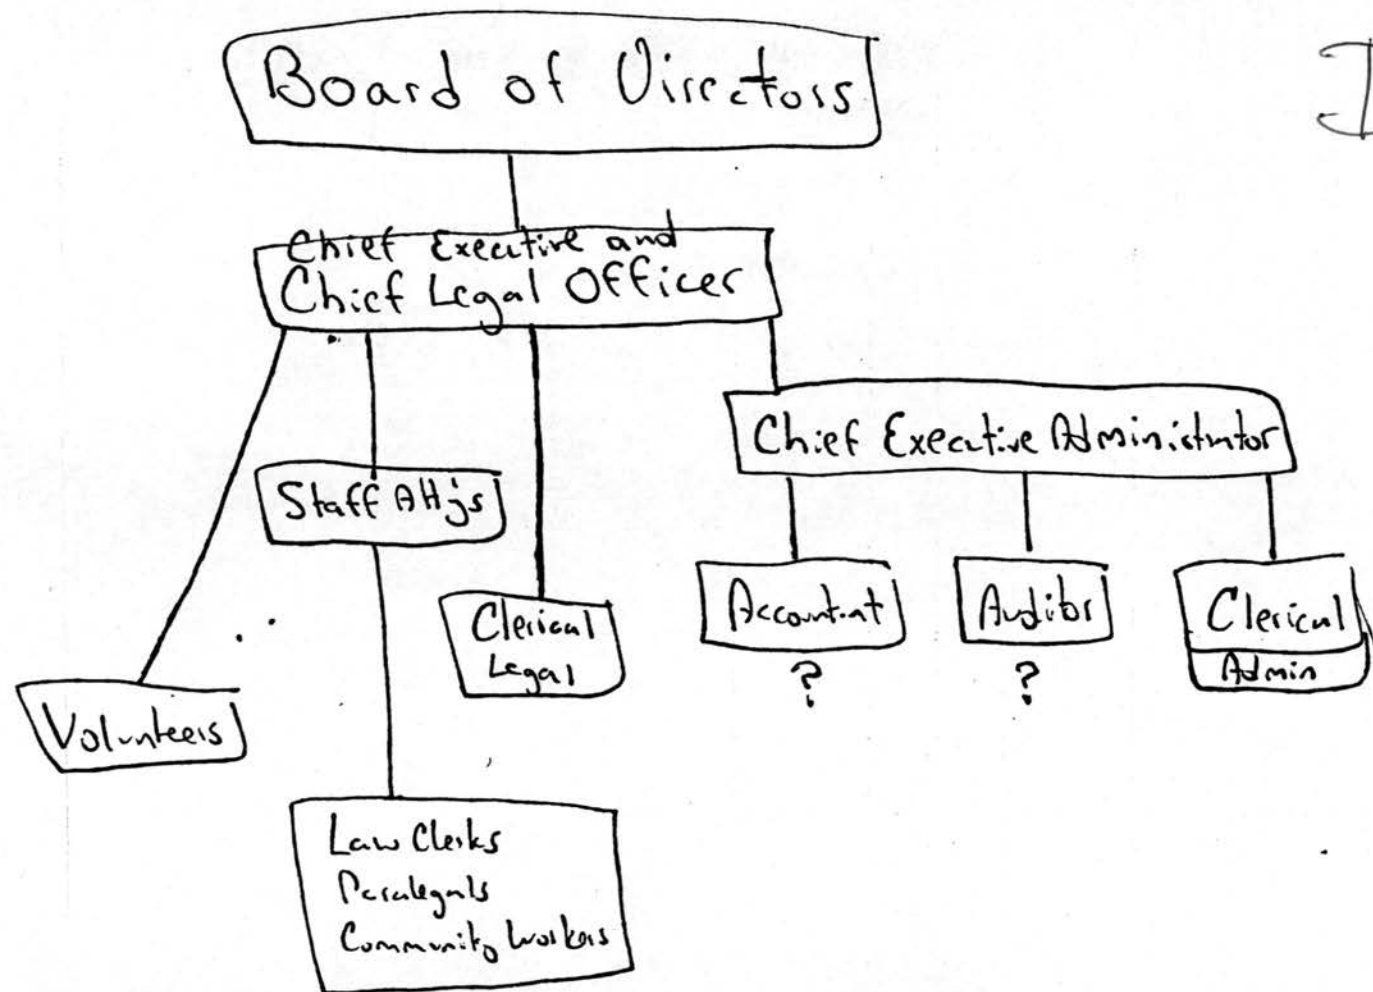 I
Board of Directors
Chief Executive and
Chief Legal Officer
Chief Executive Administrator
Staff Attys
Accountant
Auditor
Clerical
Admin
?
?
Clerical
Legal
Volunteers
Law Clerks
Paralegals
Community Workers